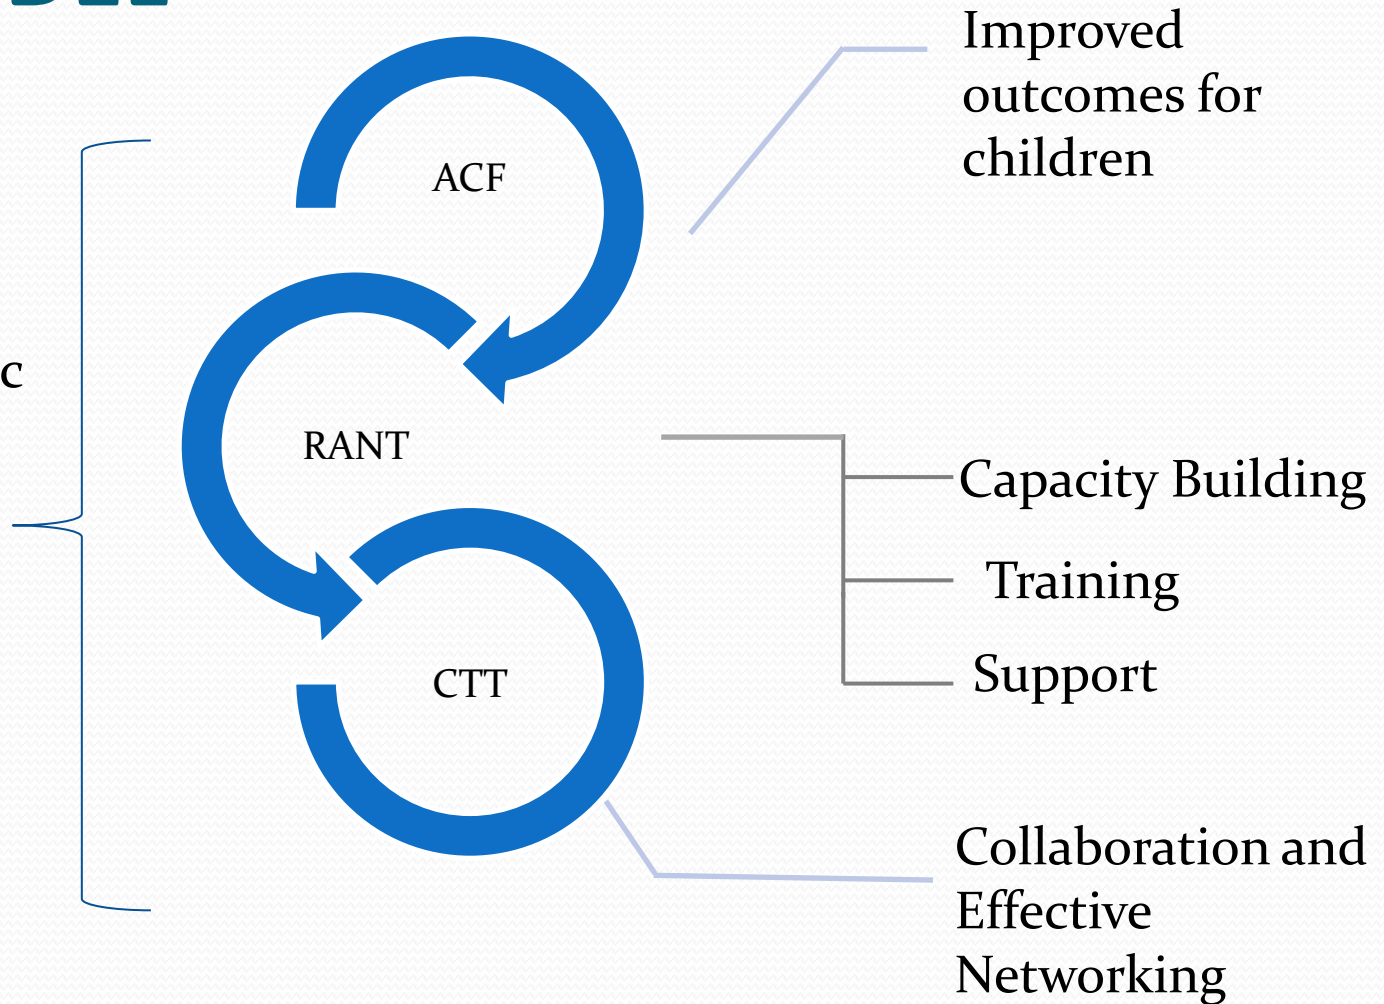 Improved
outcomes for
children
ACF
c
RANT
Capacity Building
Training
Support
CTT
Collaboration and
Effective
Networking